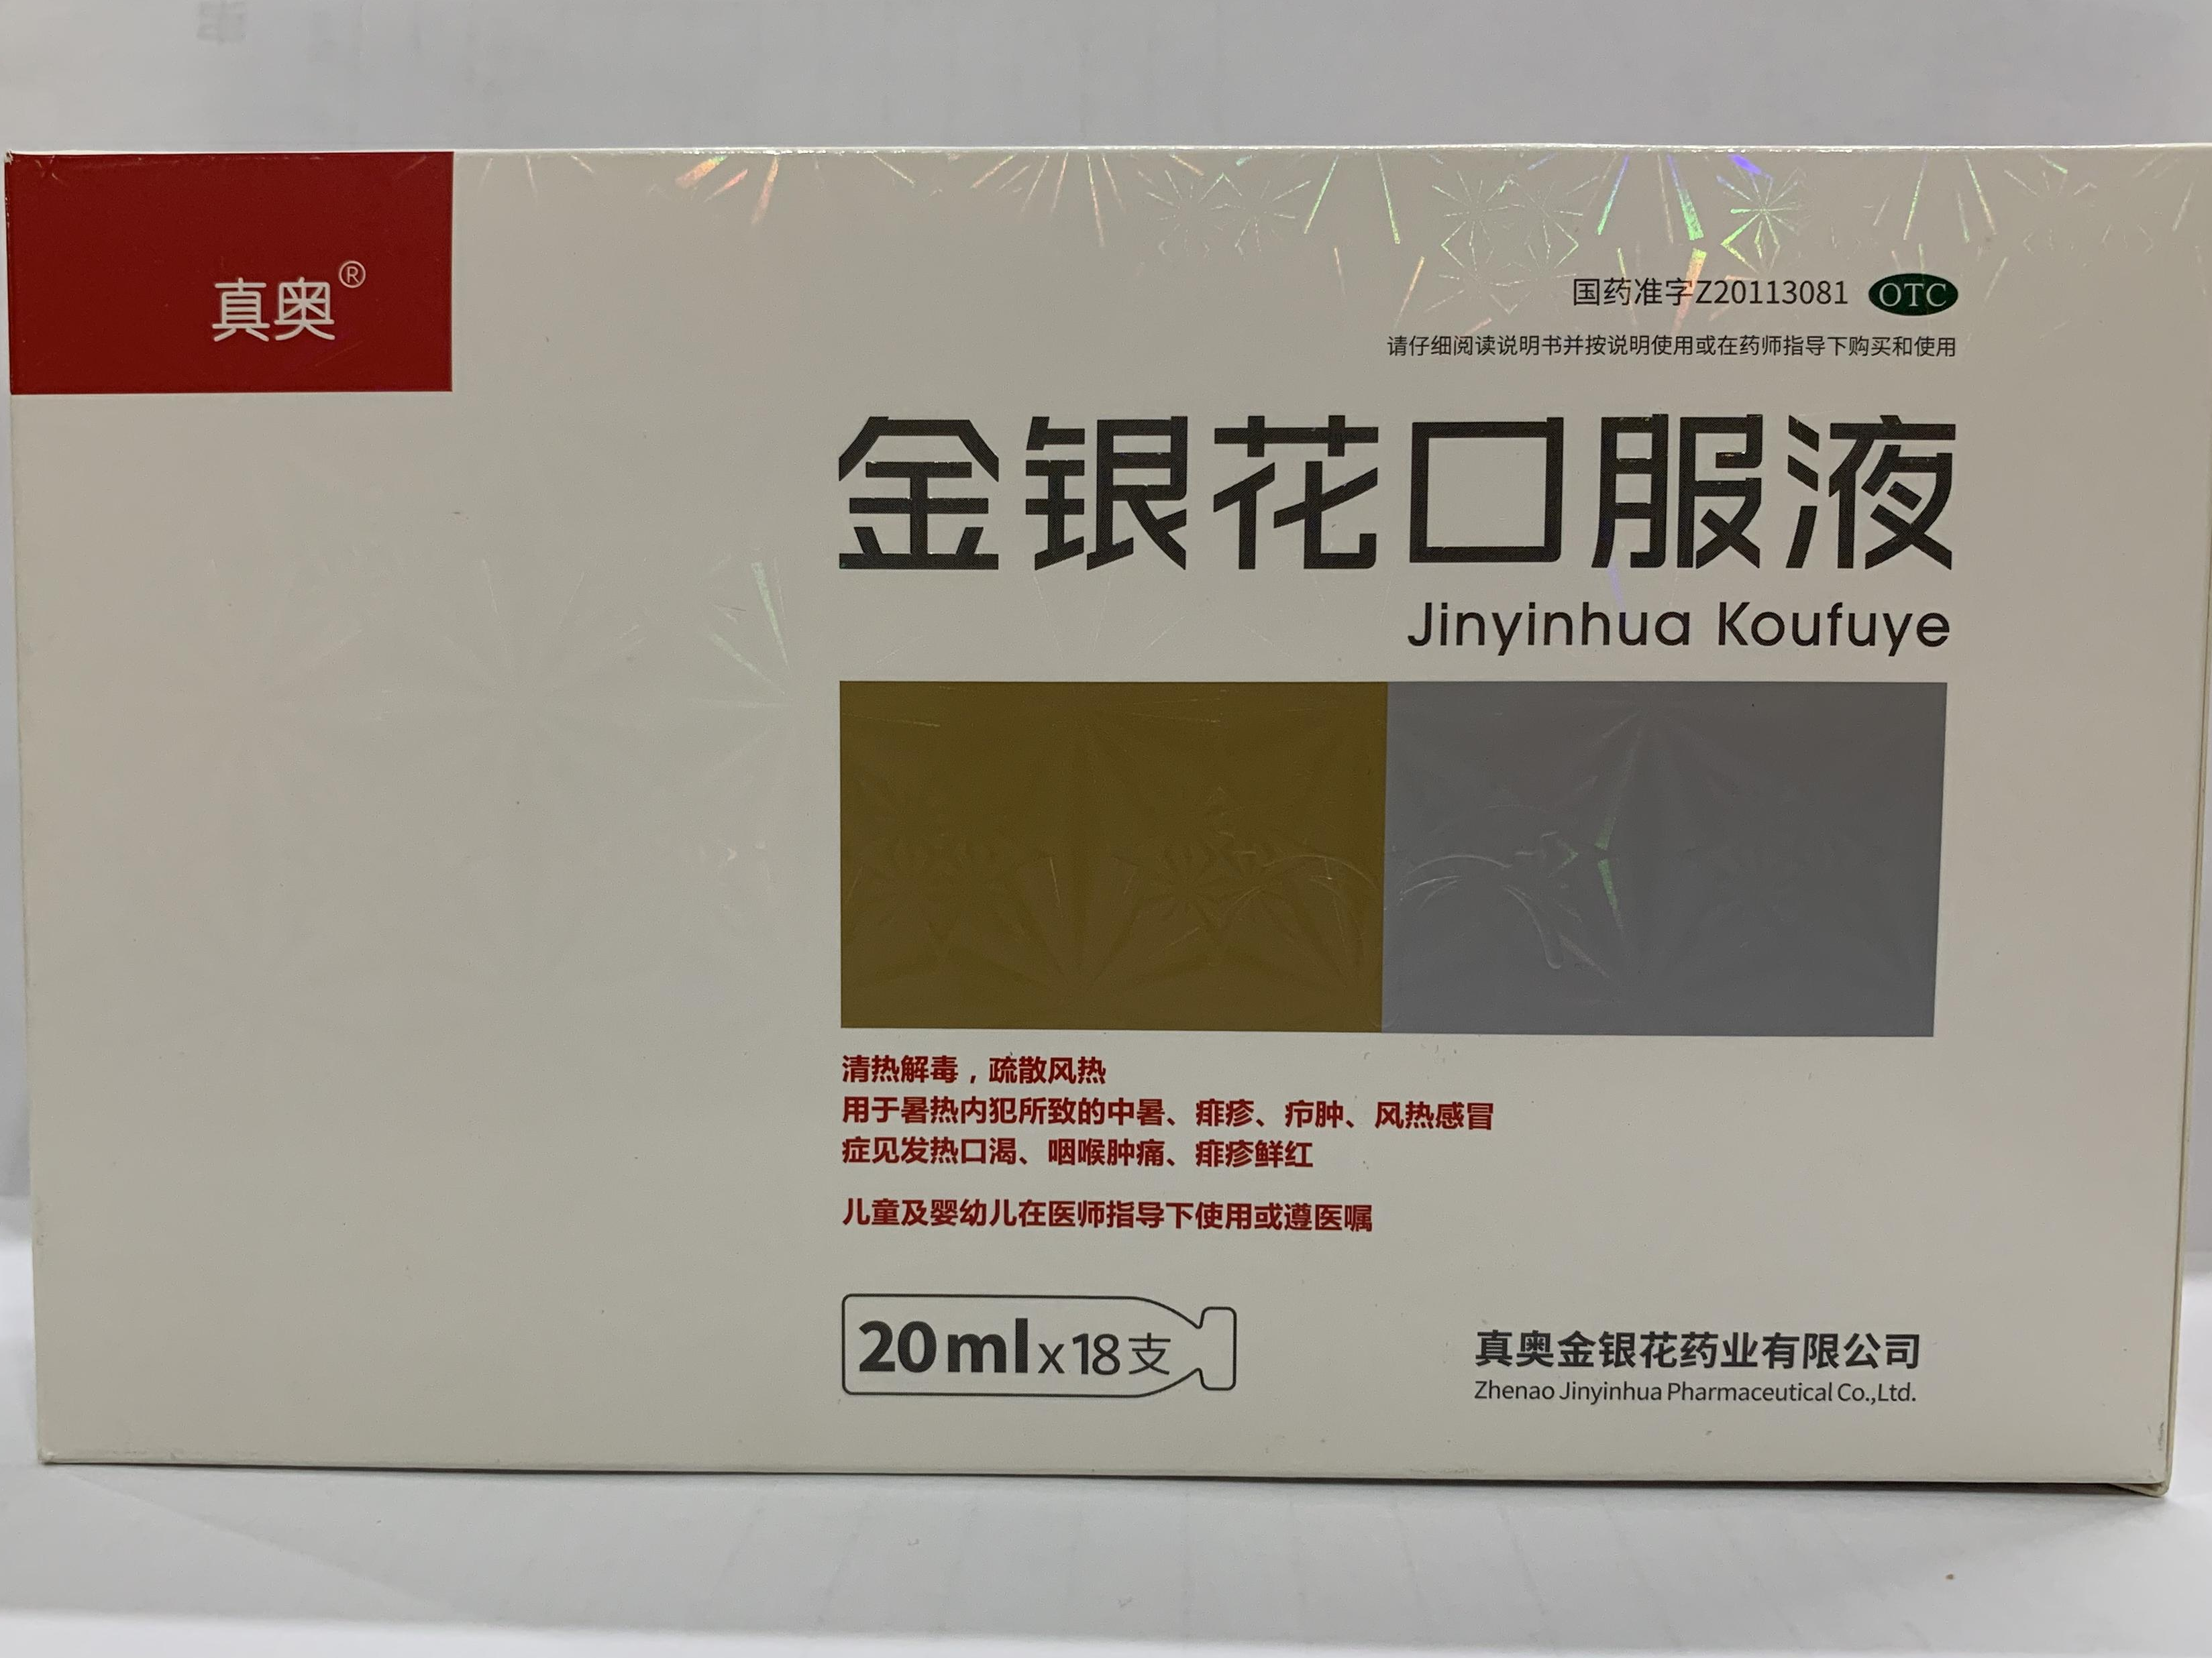 真奥®
国药准字Z20113081 OTC
请仔细阅读说明书并按说明使用或在药师指导下购买和使用
金银花口服液
Jinyinhua Koufuye
清热解毒，疏散风热
用于暑热内犯所致的中暑、痱疹、疖肿、风热感冒
症见发热口渴、咽喉肿痛、痱疹鲜红
儿童及婴幼儿在医师指导下使用或遵医嘱
20ml x 18支
真奥金银花药业有限公司
Zhenao Jinyinhua Pharmaceutical Co.,Ltd.